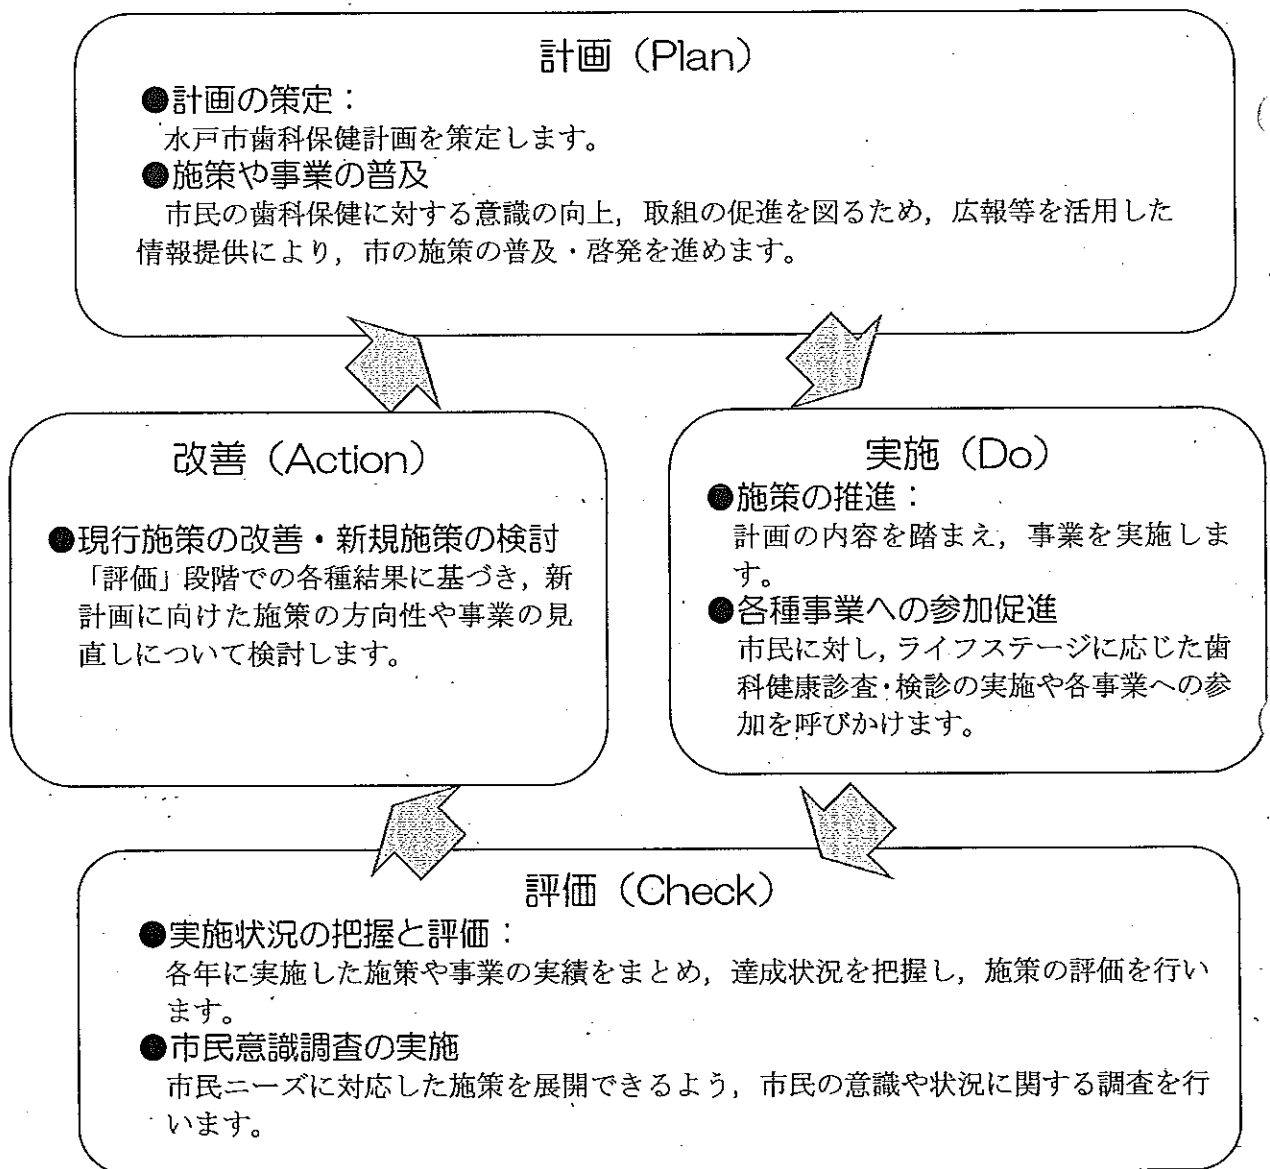 計画（Plan）
●計画の策定：
水戸市歯科保健計画を策定します。
●施策や事業の普及
市民の歯科保健に対する意識の向上，取組の促進を図るため，広報等を活用した
情報提供により，市の施策の普及・啓発を進めます。
改善（Action）
●現行施策の改善・新規施策の検討
「評価」段階での各種結果に基づき，新
計画に向けた施策の方向性や事業の見
直しについて検討します。
実施（Do）
●施策の推進：
計画の内容を踏まえ，事業を実施しま
す。
●各種事業への参加促進
市民に対し，ライフステージに応じた歯
科健康診査・検診の実施や各事業への参
加を呼びかけます。
評価（Check）
●実施状況の把握と評価：
各年に実施した施策や事業の実績をまとめ，達成状況を把握し，施策の評価を行い
ます。
●市民意識調査の実施
市民ニーズに対応した施策を展開できるよう，市民の意識や状況に関する調査を行
います。